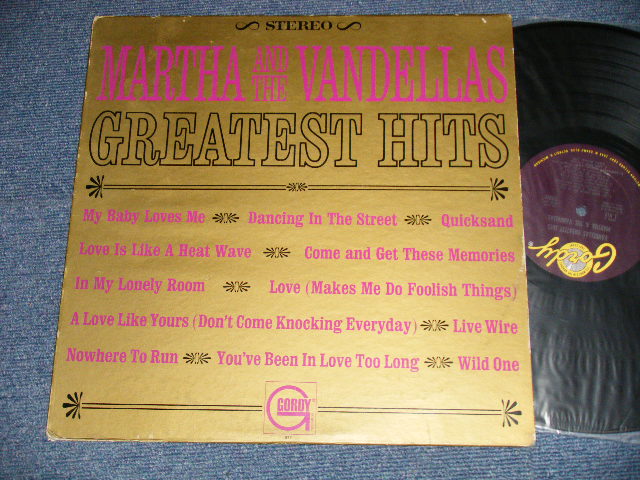 STEREO
MARTHA AND THE VANDELLAS
GREATEST HITS
My Baby Loves Me Dancing In The Street Quicksand
Love Is Like A Heat Wave Come and Get These Memories
In My Lonely Room Love (Makes Me Do Foolish Things)
A Love Like Yours (Don't Come Knocking Everyday) Live Wire
Nowhere To Run You've Been In Love Too Long Wild One
GORDY
Gordy